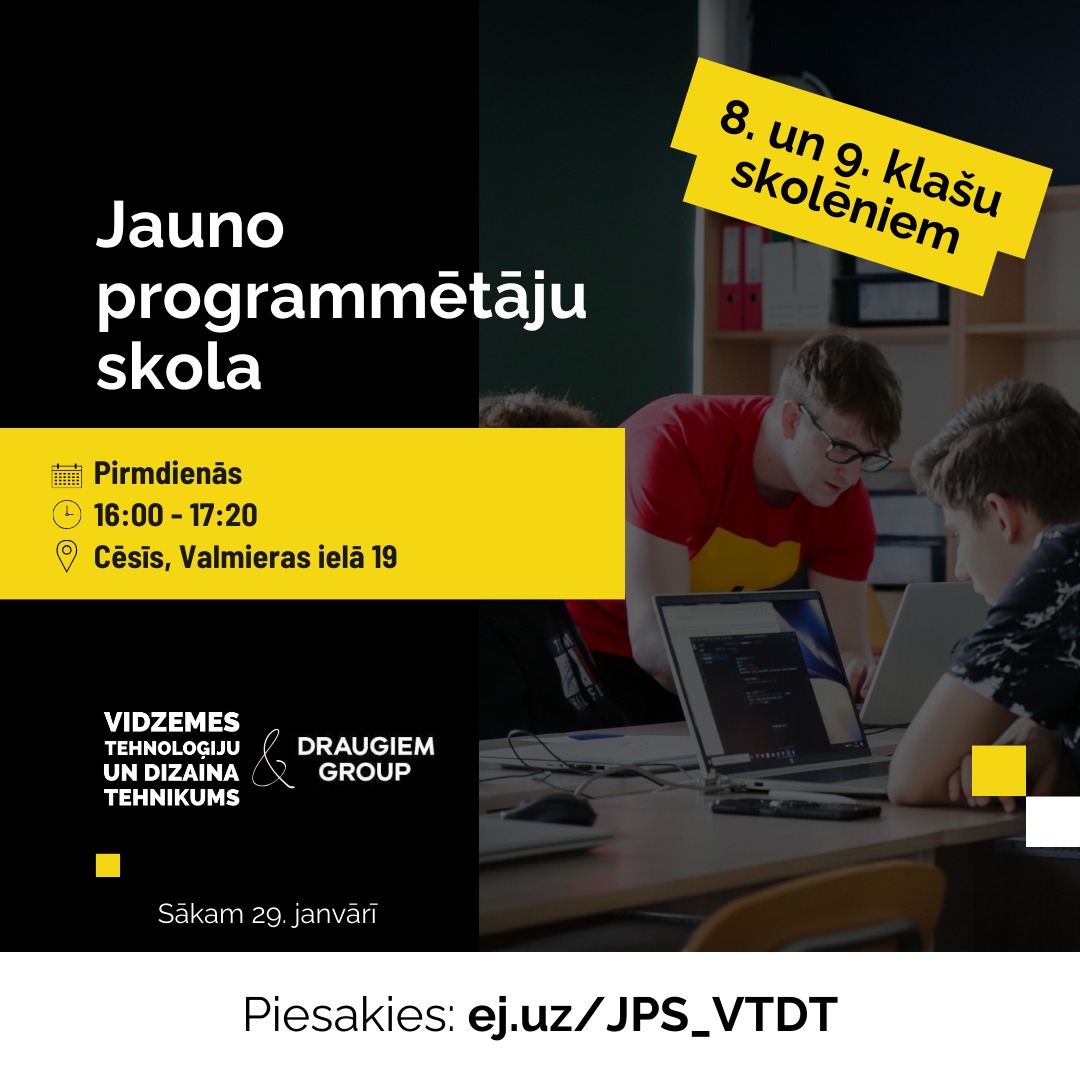 8. un 9. klašu
skolēniem
Jauno
programmētāju
skola
Pirmdienās
16:00 - 17:20
Cēsīs, Valmieras ielā 19
VIDZEMES
TEHNOLOĢIJU
UN DIZAINA
TEHNIKUMS
&
DRAUGIEM
GROUP
Sākam 29. janvārī
Piesakies: ej.uz/JPS_VTDT